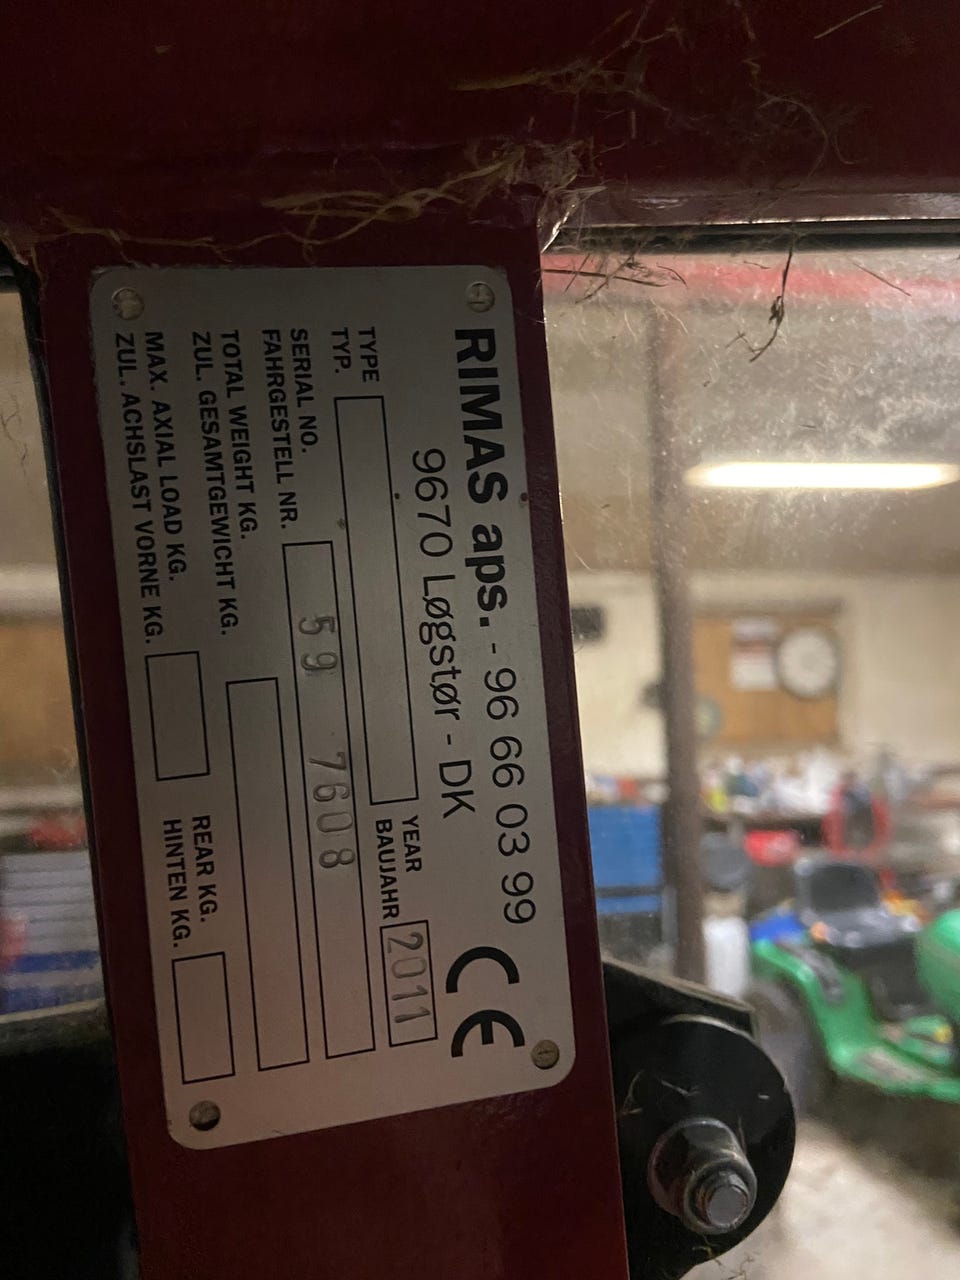 RIMAS aps. - 96 66 03 99
9670 Løgstør - DK
CE
TYPE
TYP.
YEAR
BAUJAHR 2011
SERIAL NO.
FAHRGESTELL NR. 59 7608
TOTAL WEIGHT KG.
ZUL. GESAMTGEWICHT KG.
MAX. AXIAL LOAD KG.
ZUL. ACHSLAST VORNE KG.
REAR KG.
HINTEN KG.